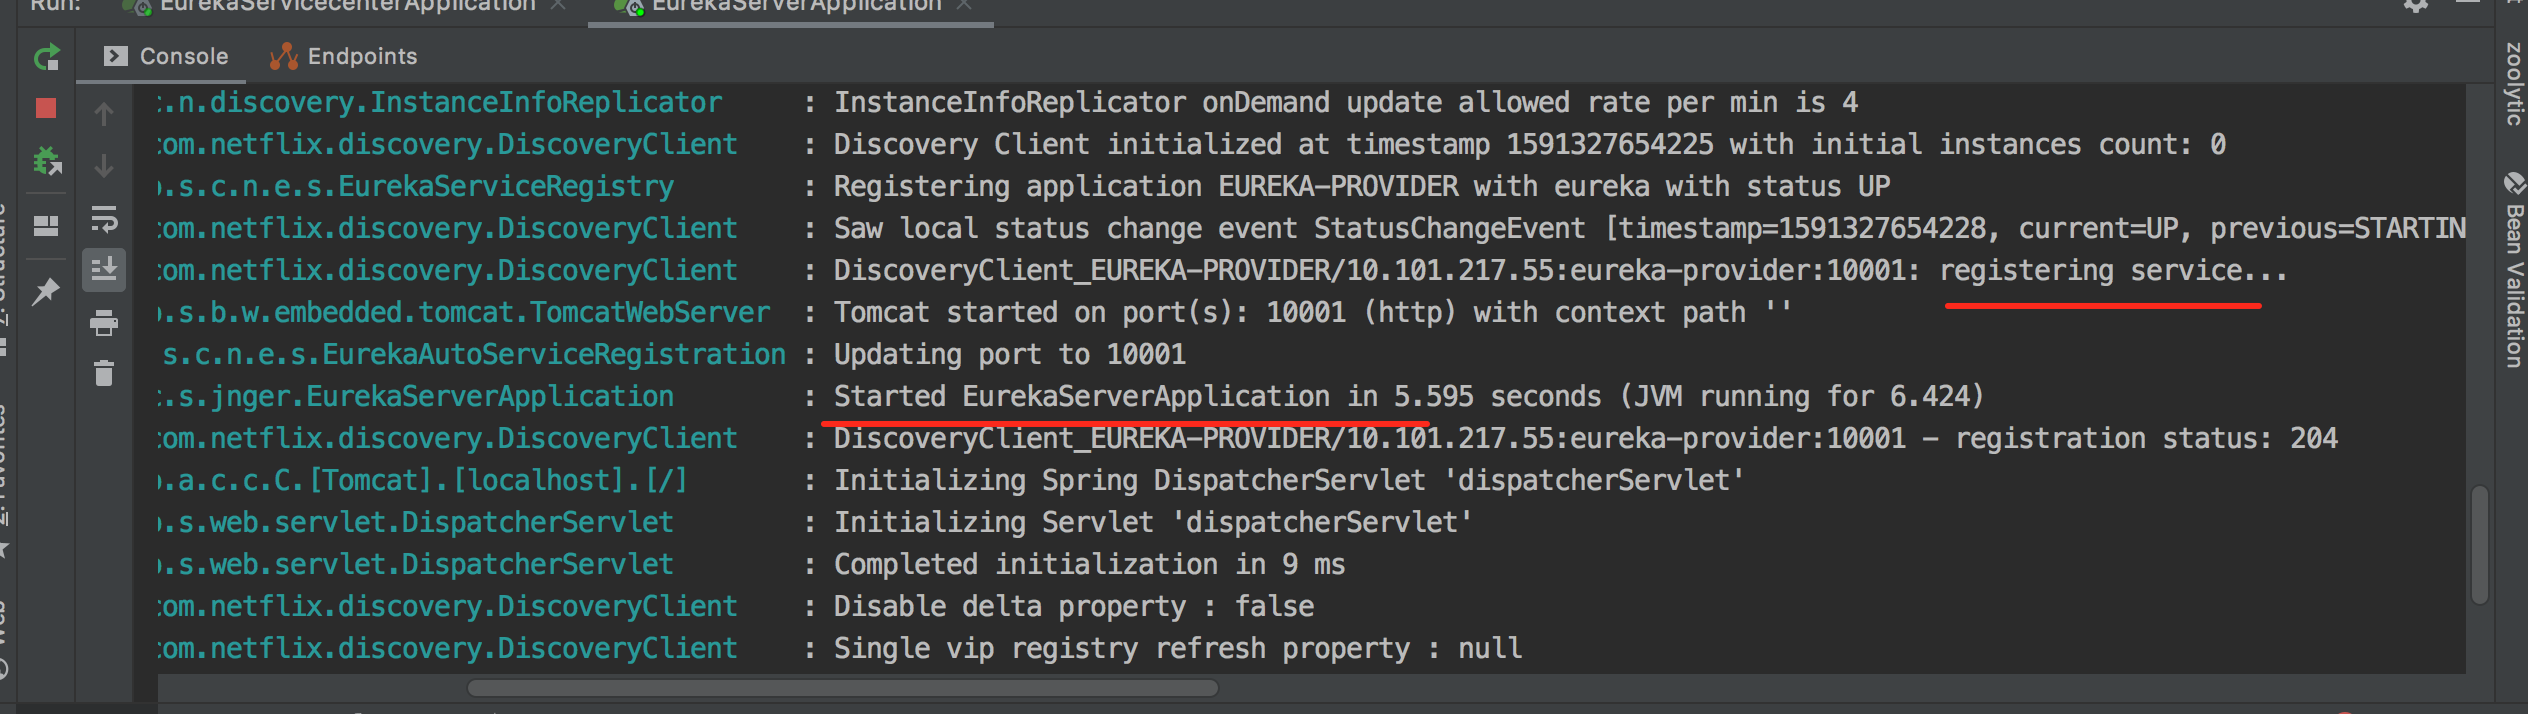 Run: EurekaServicecenterApplication × EurekaServerApplication ×
Console Endpoints
.n.discovery.InstanceInfoReplicator : InstanceInfoReplicator onDemand update allowed rate per min is 4
com.netflix.discovery.DiscoveryClient : Discovery Client initialized at timestamp 1591327654225 with initial instances count: 0
.s.c.n.e.s.EurekaServiceRegistry : Registering application EUREKA-PROVIDER with eureka with status UP
com.netflix.discovery.DiscoveryClient : Saw local status change event StatusChangeEvent [timestamp=1591327654228, current=UP, previous=STARTIN
com.netflix.discovery.DiscoveryClient : DiscoveryClient_EUREKA-PROVIDER/10.101.217.55:eureka-provider:10001: registering service...
.s.b.w.embedded.tomcat.TomcatWebServer : Tomcat started on port(s): 10001 (http) with context path ''
s.c.n.e.s.EurekaAutoServiceRegistration : Updating port to 10001
.s.jnger.EurekaServerApplication : Started EurekaServerApplication in 5.595 seconds (JVM running for 6.424)
com.netflix.discovery.DiscoveryClient : DiscoveryClient_EUREKA-PROVIDER/10.101.217.55:eureka-provider:10001 - registration status: 204
.a.c.c.C.[Tomcat].[localhost].[/] : Initializing Spring DispatcherServlet 'dispatcherServlet'
.s.web.servlet.DispatcherServlet : Initializing Servlet 'dispatcherServlet'
.s.web.servlet.DispatcherServlet : Completed initialization in 9 ms
com.netflix.discovery.DiscoveryClient : Disable delta property : false
com.netflix.discovery.DiscoveryClient : Single vip registry refresh property : null
zoolytic
Bean Validation